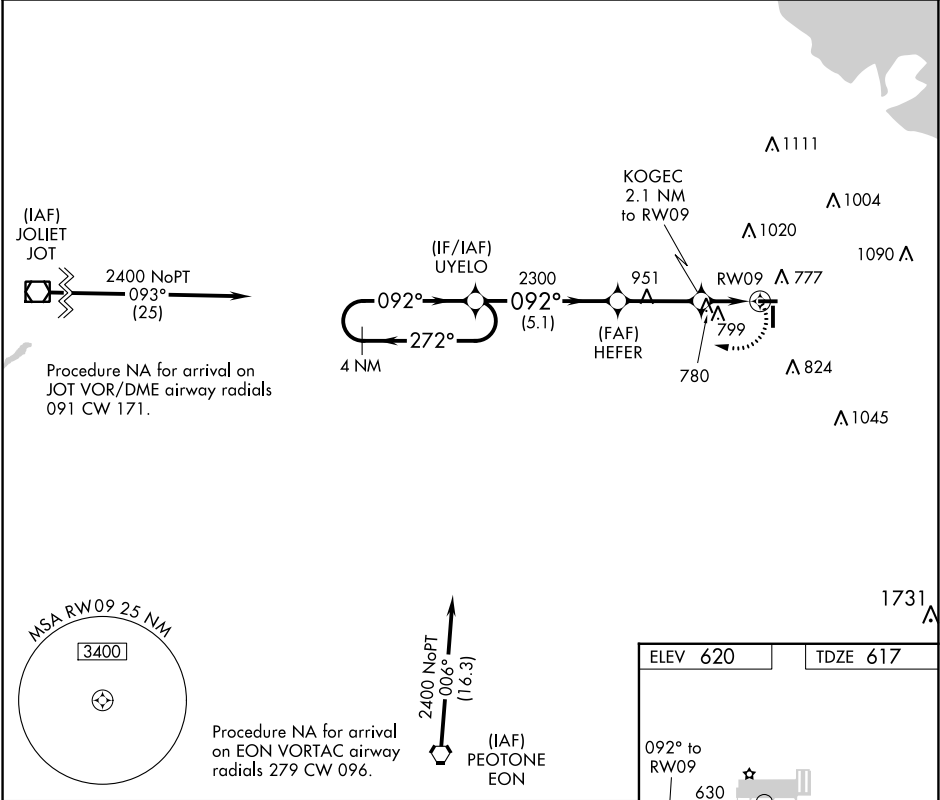 1111
KOGEC
2.1 NM
to RW09
1004
(IAF)
JOLIET
JOT
1020
(IF/IAF)
UYELO
1090
2400 NoPT
093°
(25)
2300
092°
092°
(5.1)
951
RW09
777
272°
4 NM
(FAF)
HEFER
799
780
824
Procedure NA for arrival on
JOT VOR/DME airway radials
091 CW 171.
1045
1731
MSA RW09 25 NM
3400
2400 NoPT
006°
(16.3)
Procedure NA for arrival
on EON VORTAC airway
radials 279 CW 096.
(IAF)
PEOTONE
EON
ELEV 620
TDZE 617
092° to
RW09
630